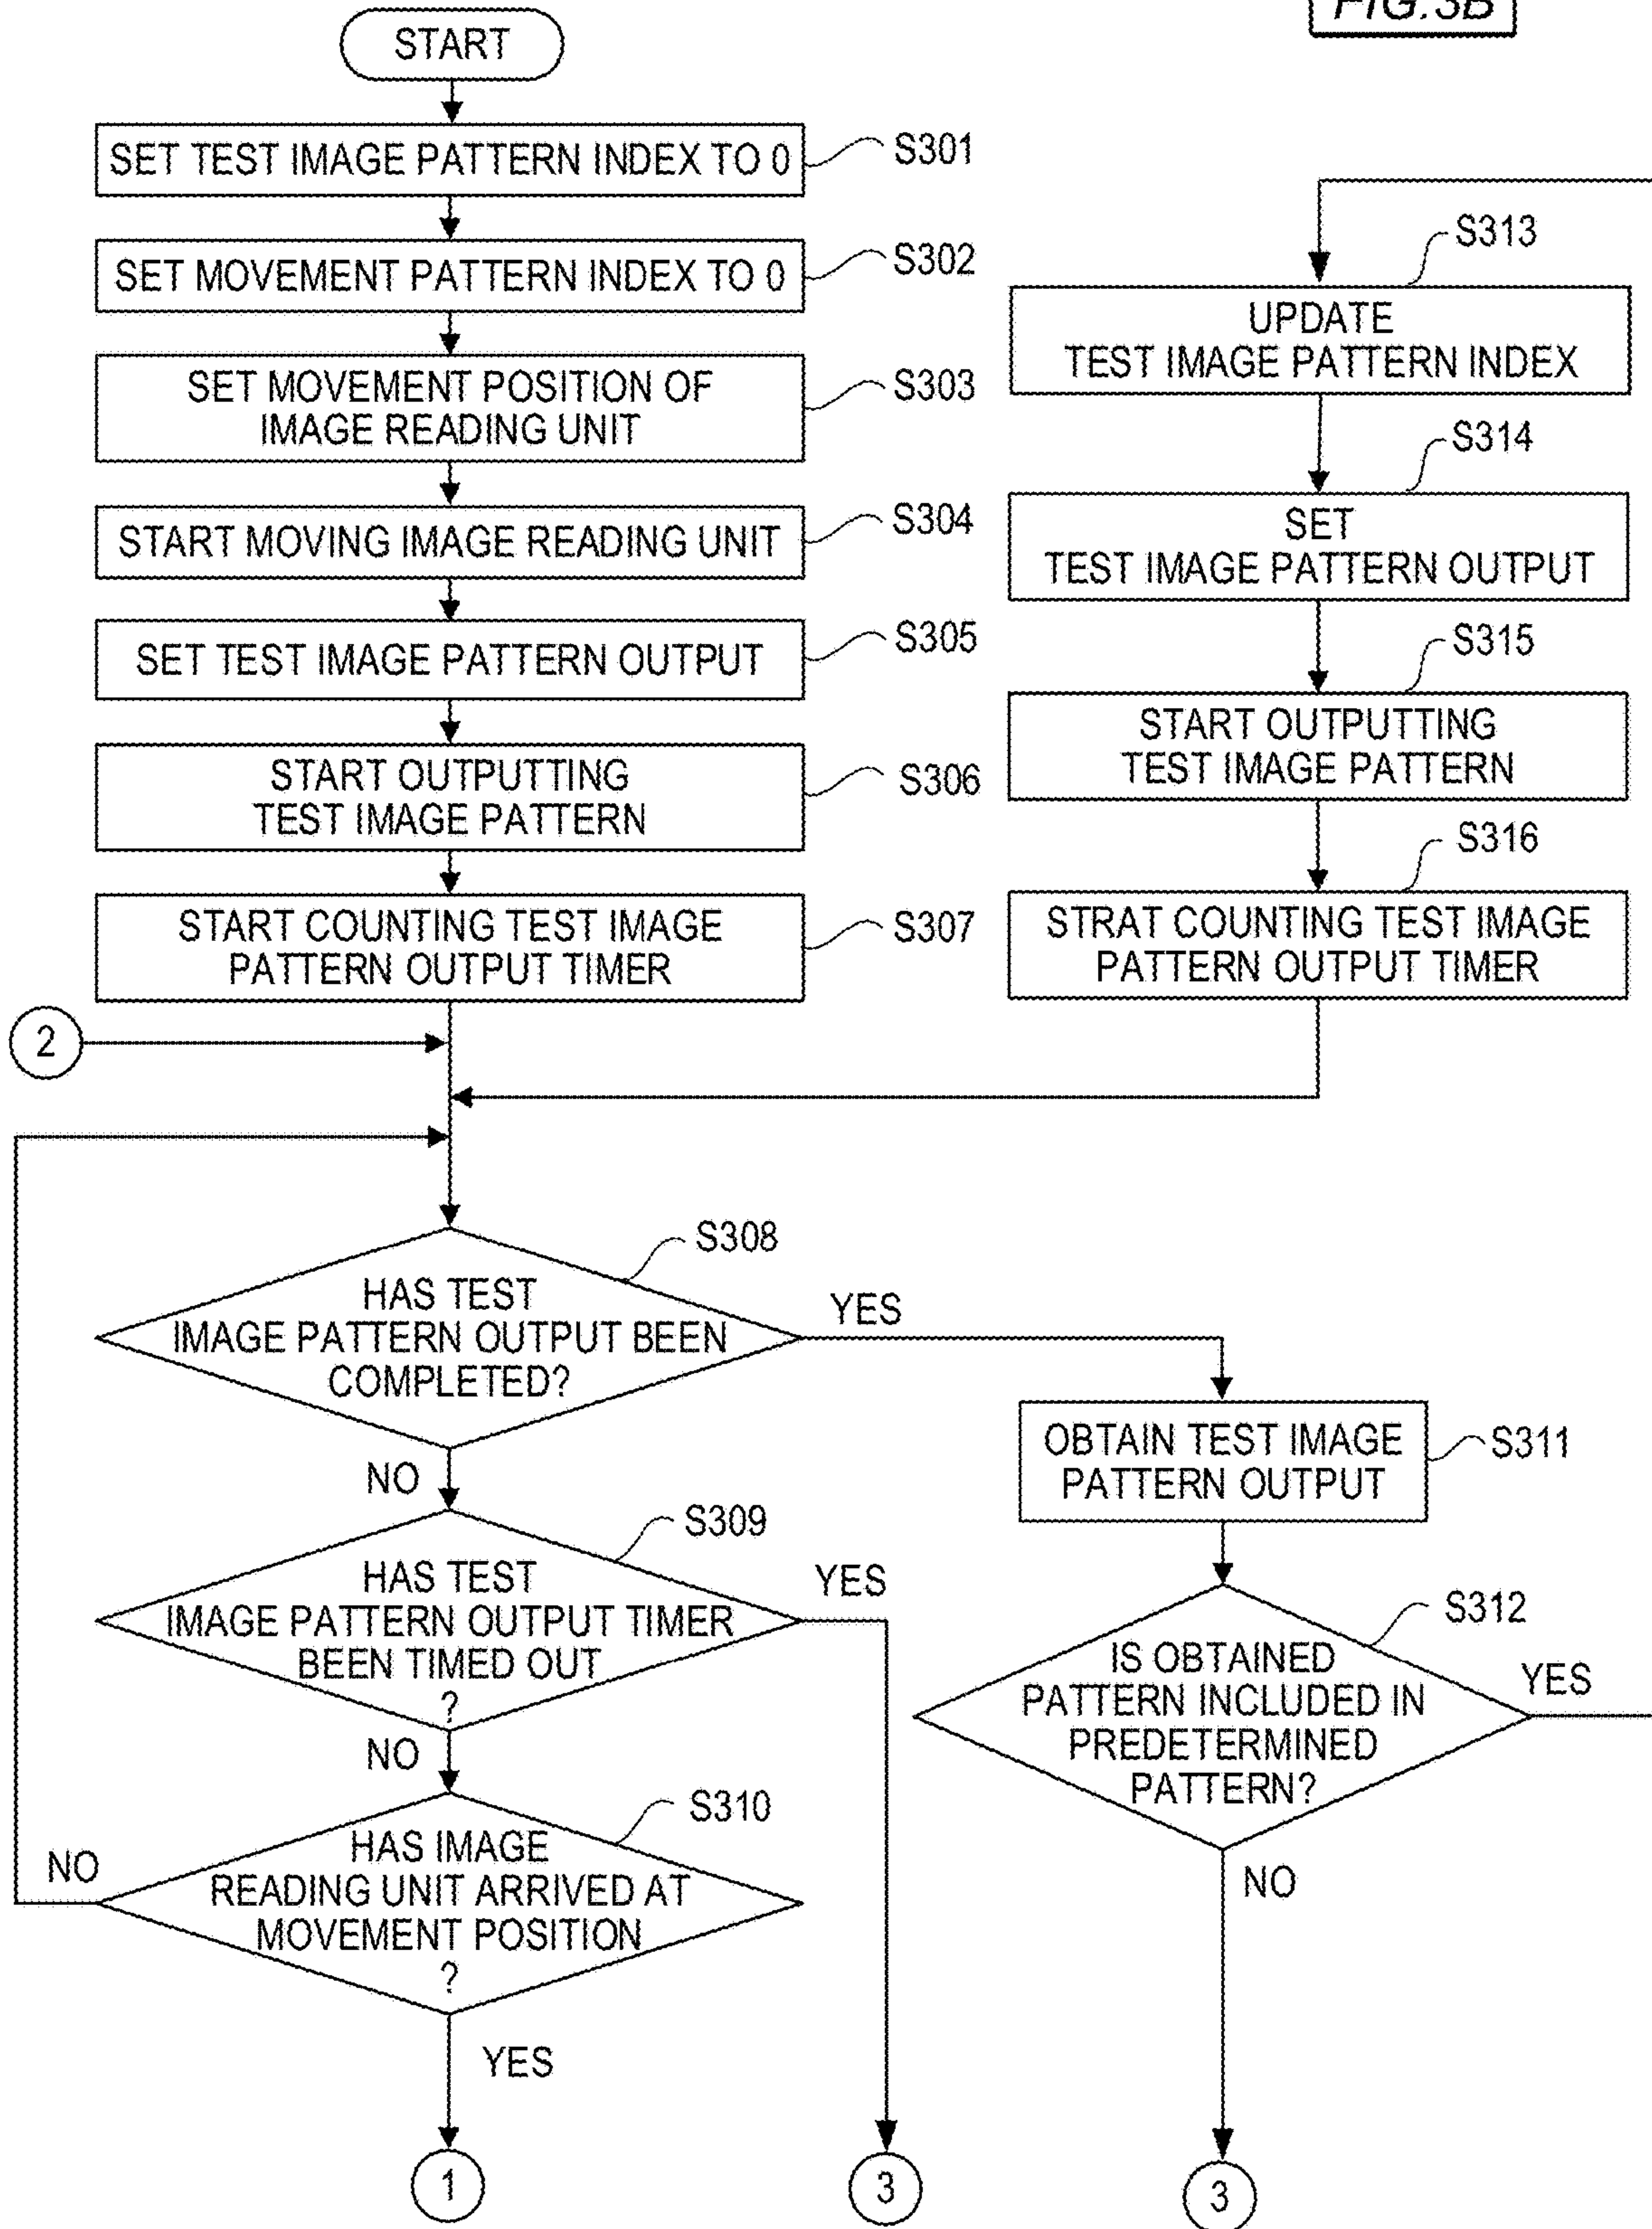 FIG.3B
START
SET TEST IMAGE PATTERN INDEX TO 0
S301
SET MOVEMENT PATTERN INDEX TO 0
S302
SET MOVEMENT POSITION OF
IMAGE READING UNIT
S303
START MOVING IMAGE READING UNIT
S304
SET TEST IMAGE PATTERN OUTPUT
S305
START OUTPUTTING
TEST IMAGE PATTERN
S306
START COUNTING TEST IMAGE
PATTERN OUTPUT TIMER
S307
2
S313
UPDATE
TEST IMAGE PATTERN INDEX
S314
SET
TEST IMAGE PATTERN OUTPUT
S315
START OUTPUTTING
TEST IMAGE PATTERN
S316
STRAT COUNTING TEST IMAGE
PATTERN OUTPUT TIMER
S308
HAS TEST
IMAGE PATTERN OUTPUT BEEN
COMPLETED?
YES
NO
S309
HAS TEST
IMAGE PATTERN OUTPUT TIMER
BEEN TIMED OUT
?
YES
NO
S310
HAS IMAGE
READING UNIT ARRIVED AT
MOVEMENT POSITION
?
NO
YES
OBTAIN TEST IMAGE
PATTERN OUTPUT
S311
S312
IS OBTAINED
PATTERN INCLUDED IN
PREDETERMINED
PATTERN?
YES
NO
1
3
3